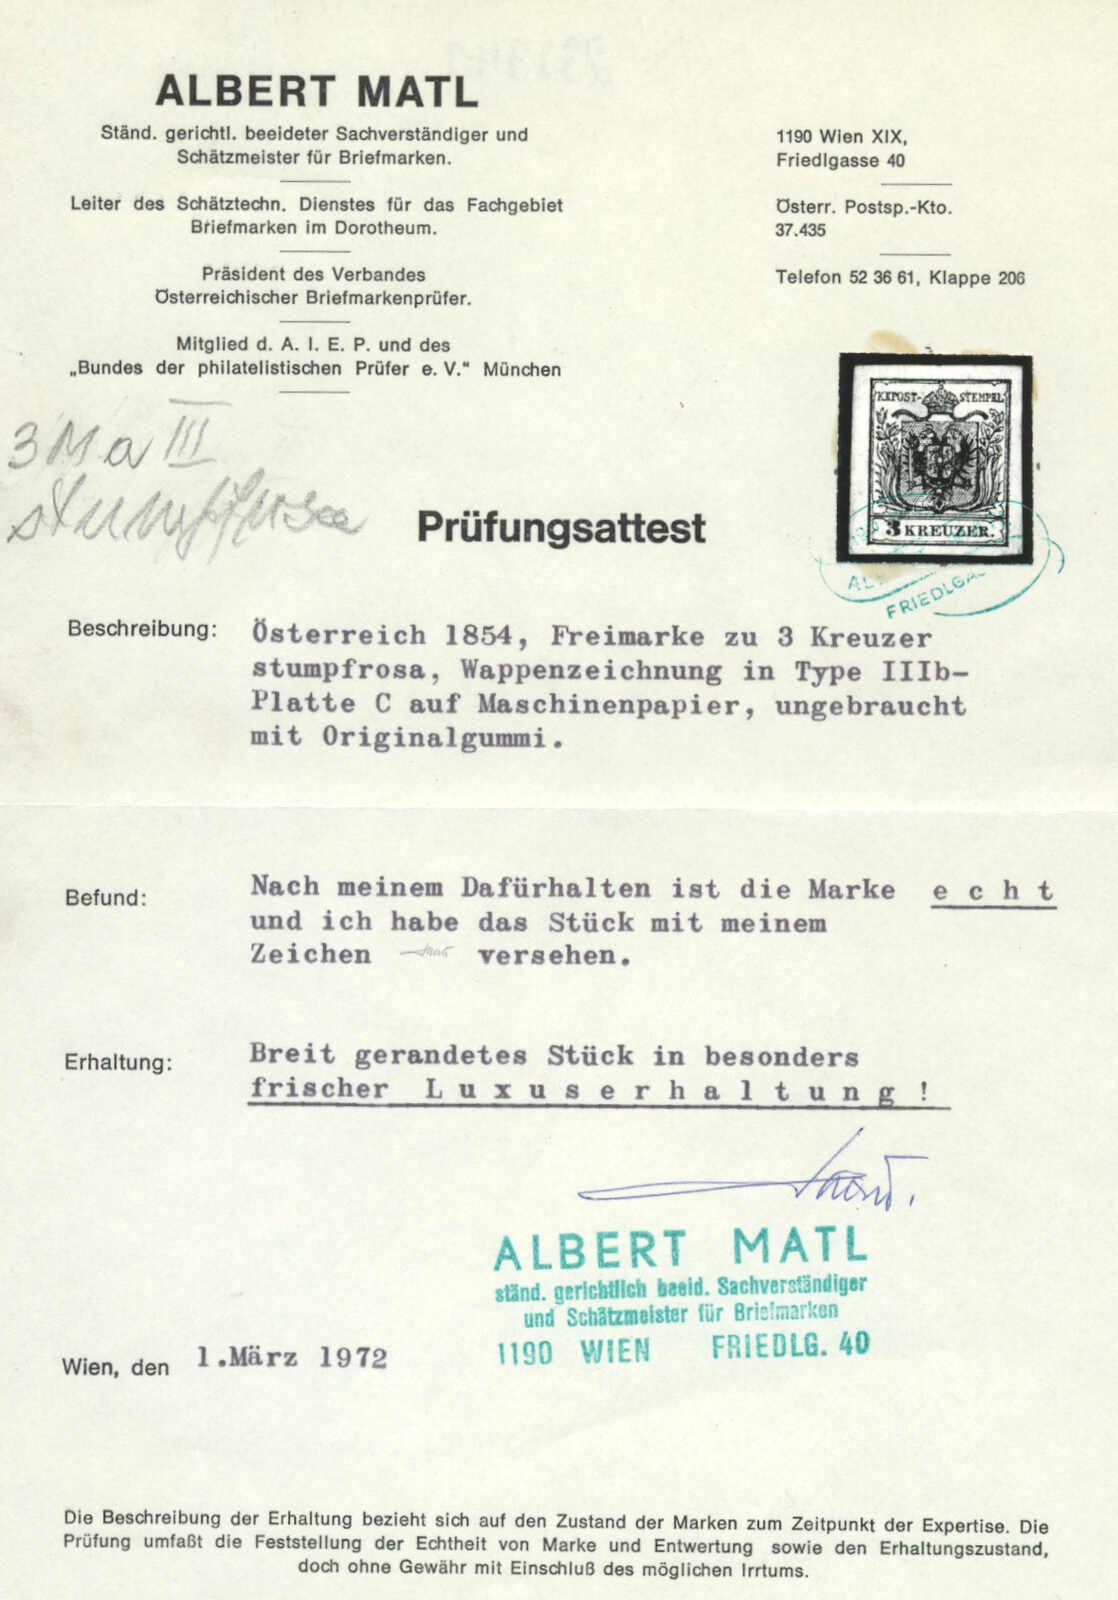 ALBERT MATL
Ständ. gerichtl. beeideter Sachverständiger und
Schätzmeister für Briefmarken.
Leiter des Schätztechn. Dienstes für das Fachgebiet
Briefmarken im Dorotheum.
Präsident des Verbandes
Österreichischer Briefmarkenprüfer.
Mitglied d. A. I. E. P. und des
„Bundes der philatelistischen Prüfer e. V.“ München
1190 Wien XIX,
Friedlgasse 40
Österr. Postsp.-Kto.
37.435
Telefon 52 36 61, Klappe 206
KKPOST-STEMPEL
3 KREUZER.
FRIEDLGA
3 M a III
stumpfrosa
Prüfungsattest
Beschreibung: Österreich 1854, Freimarke zu 3 Kreuzer
stumpfrosa, Wappenzeichnung in Type IIIb-
Platte C auf Maschinenpapier, ungebraucht
mit Originalgummi.
Befund: Nach meinem Dafürhalten ist die Marke e c h t
und ich habe das Stück mit meinem
Zeichen versehen.
Erhaltung: Breit gerandetes Stück in besonders
frischer L u x u s e r h a l t u n g !
ALBERT MATL
ständ. gerichtlich beeid. Sachverständiger
und Schätzmeister für Briefmarken
1190 WIEN FRIEDLG. 40
Wien, den 1.März 1972
Die Beschreibung der Erhaltung bezieht sich auf den Zustand der Marken zum Zeitpunkt der Expertise. Die
Prüfung umfaßt die Feststellung der Echtheit von Marke und Entwertung sowie den Erhaltungszustand,
doch ohne Gewähr mit Einschluß des möglichen Irrtums.